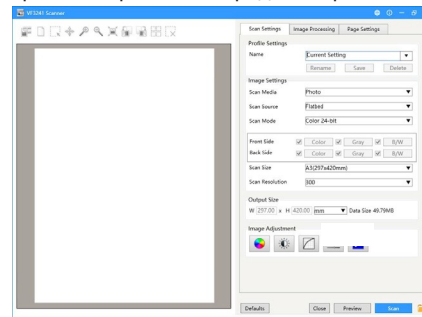 VF3241 Scanner
Scan Settings Image Processing Page Settings
Profile Settings
Name Current Setting
Rename Save Delete
Image Settings
Scan Media Photo
Scan Source Flatbed
Scan Mode Color 24-bit
Front Side Color Gray B/W
Back Side Color Gray B/W
Scan Size A3(297x420mm)
Scan Resolution 300
Output Size
W 297.00 x H 420.00 mm Data Size 49.79MB
Image Adjustment
Defaults Close Preview Scan